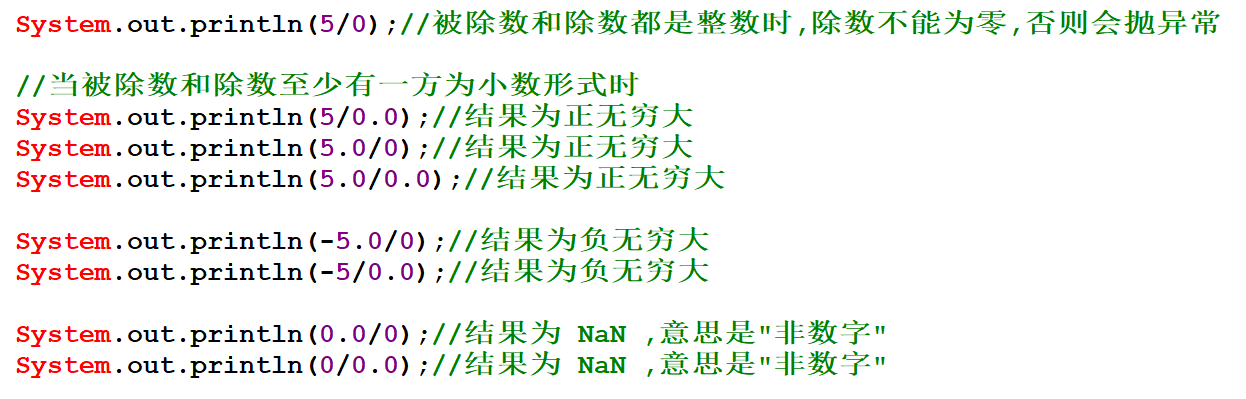 System.out.println(5/0);//被除数和除数都是整数时,除数不能为零,否则会抛异常
//当被除数和除数至少有一方为小数形式时
System.out.println(5/0.0);//结果为正无穷大
System.out.println(5.0/0);//结果为正无穷大
System.out.println(5.0/0.0);//结果为正无穷大
System.out.println(-5.0/0);//结果为负无穷大
System.out.println(-5/0.0);//结果为负无穷大
System.out.println(0.0/0);//结果为 NaN ,意思是"非数字"
System.out.println(0/0.0);//结果为 NaN ,意思是"非数字"